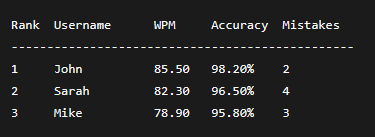 Rank  Username      WPM     Accuracy  Mistakes
------------------------------------------------
1     John          85.50   98.20%    2
2     Sarah         82.30   96.50%    4
3     Mike          78.90   95.80%    3